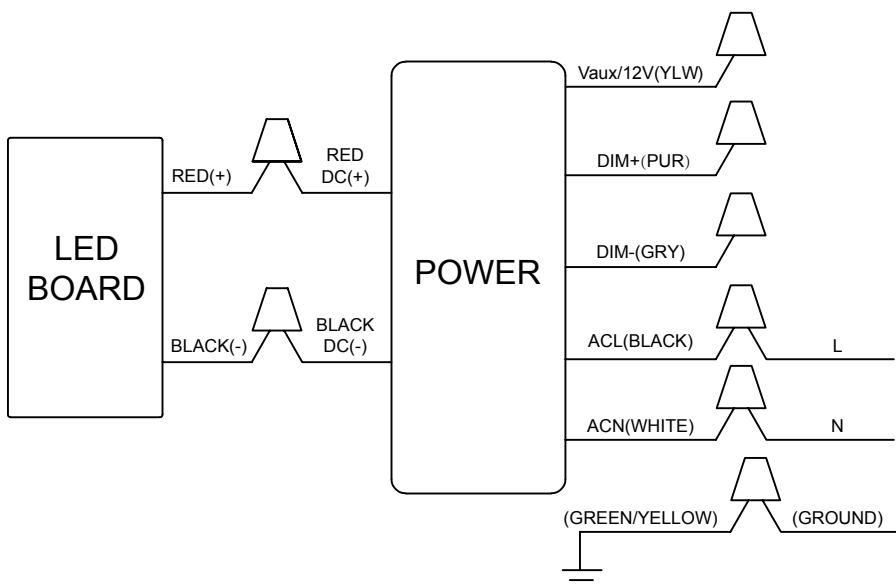 LED
BOARD
RED(+)
RED
DC(+)
BLACK(-)
BLACK
DC(-)
POWER
Vaux/12V(YLW)
DIM+(PUR)
DIM-(GRY)
ACL(BLACK)
L
ACN(WHITE)
N
(GREEN/YELLOW)
(GROUND)